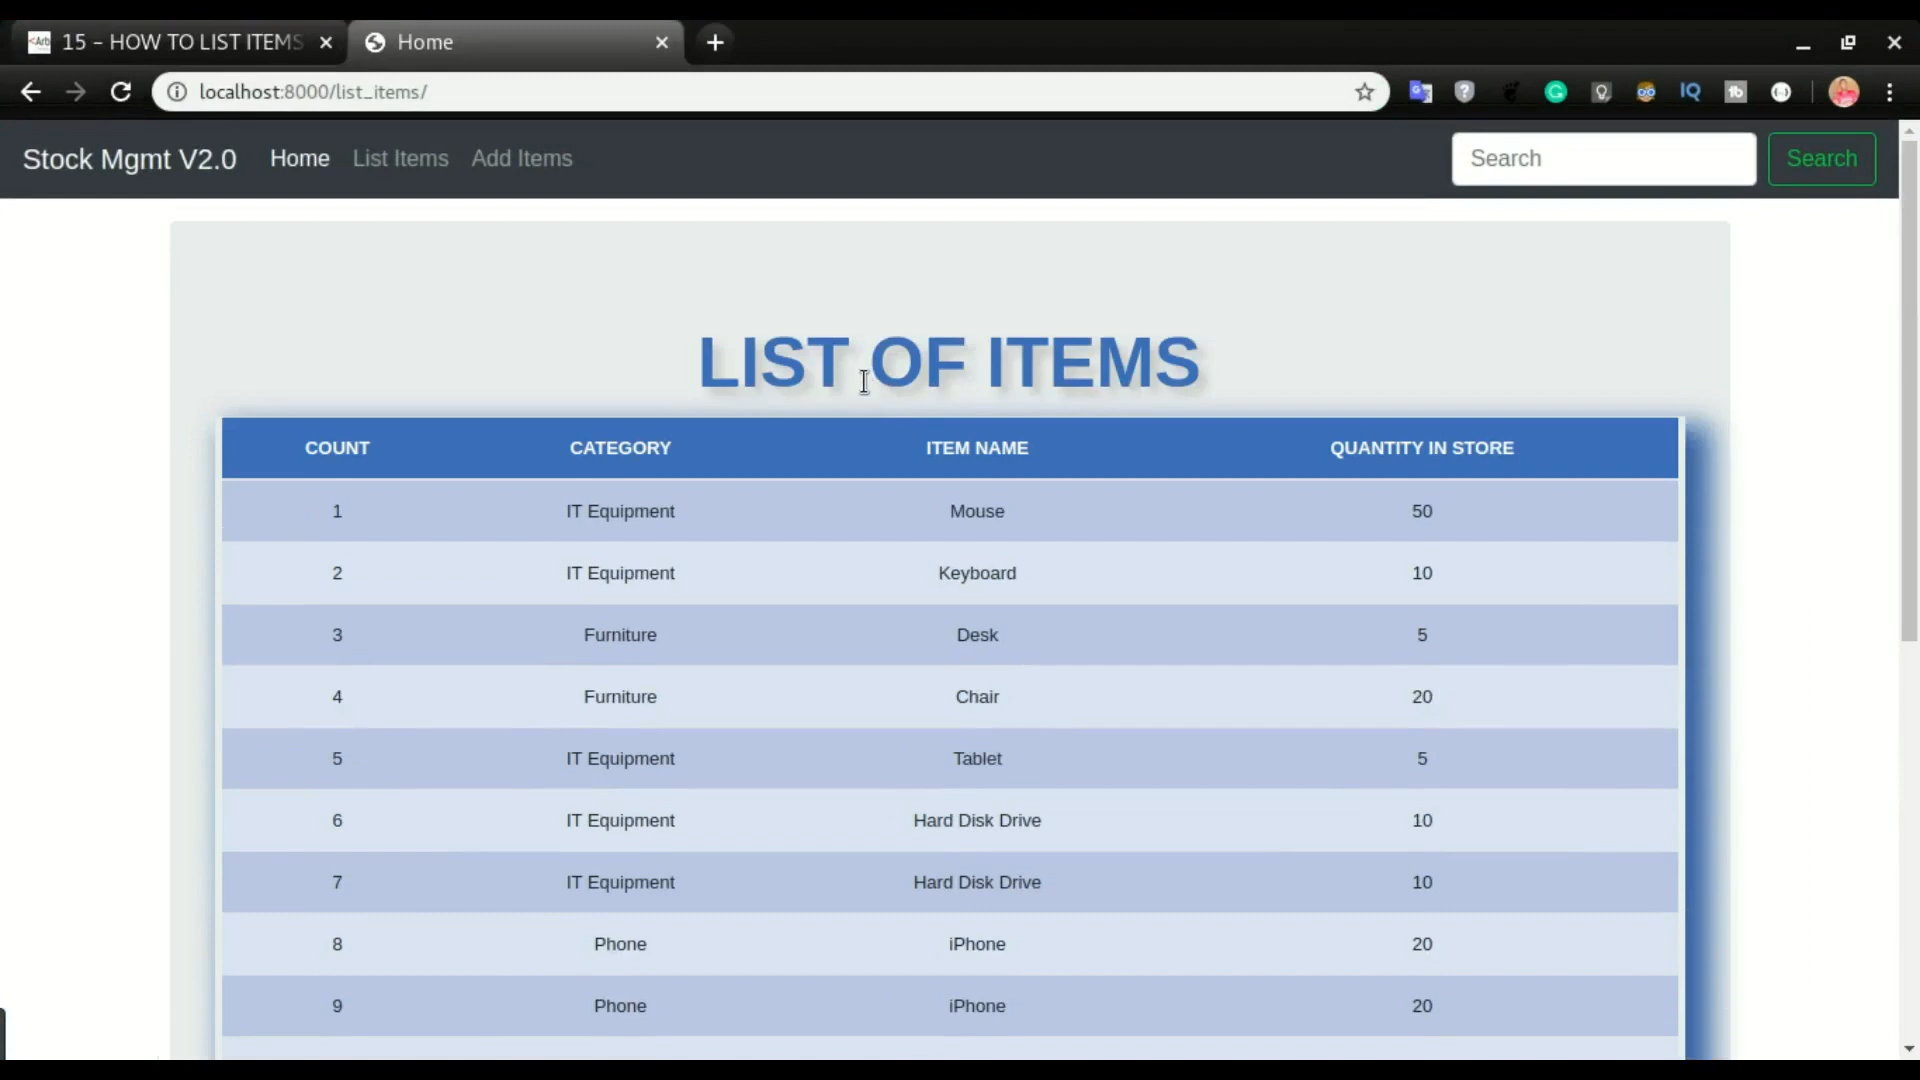 <Arb 15 – HOW TO LIST ITEMS
Home
localhost:8000/list_items/
IQ
Stock Mgmt V2.0 Home List Items Add Items Search Search
LIST OF ITEMS
COUNT CATEGORY ITEM NAME QUANTITY IN STORE
1 IT Equipment Mouse 50
2 IT Equipment Keyboard 10
3 Furniture Desk 5
4 Furniture Chair 20
5 IT Equipment Tablet 5
6 IT Equipment Hard Disk Drive 10
7 IT Equipment Hard Disk Drive 10
8 Phone iPhone 20
9 Phone iPhone 20